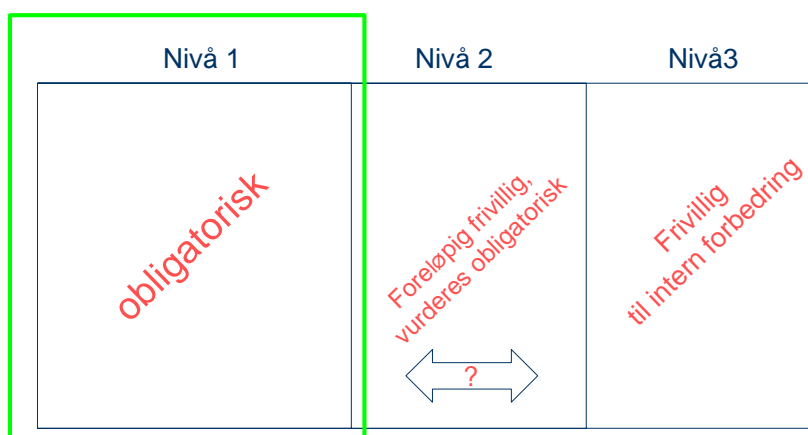 Nivå 1
Nivå 2
Nivå3
obligatorisk
Foreløpig frivillig,
vurderes obligatorisk
Frivillig
til intern forbedring
?